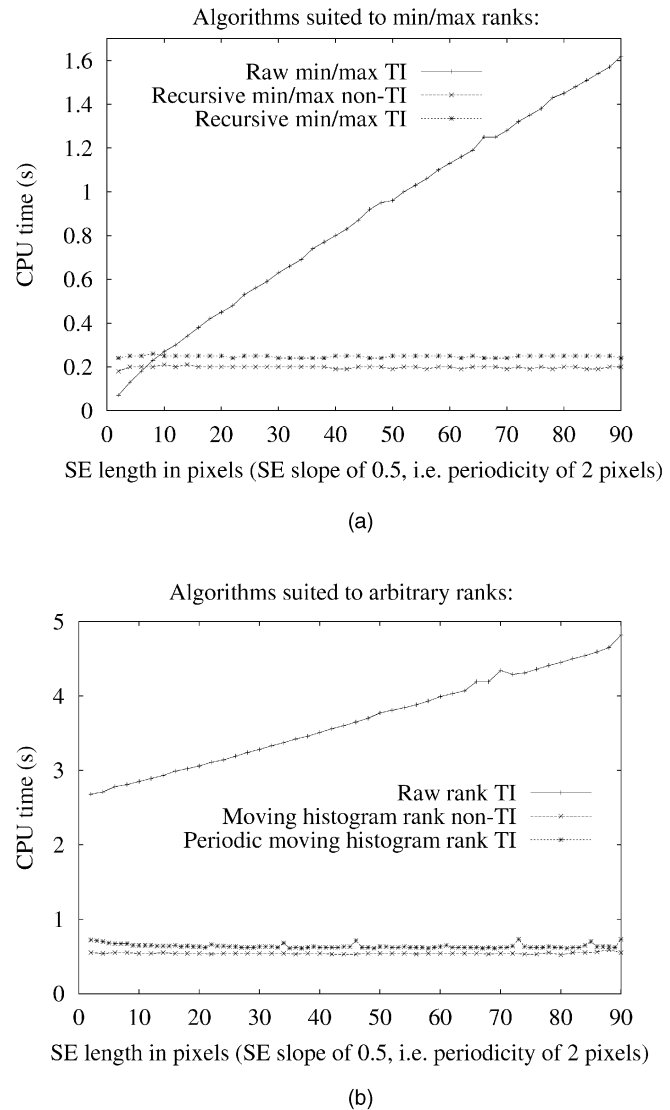 Algorithms suited to min/max ranks:
1.6
1.4
1.2
1
0.8
0.6
0.4
0.2
0
CPU time (s)
Raw min/max TI
Recursive min/max non-TI
Recursive min/max TI
0 10 20 30 40 50 60 70 80 90
SE length in pixels (SE slope of 0.5, i.e. periodicity of 2 pixels)
(a)
Algorithms suited to arbitrary ranks:
5
4
3
2
1
0
CPU time (s)
Raw rank TI
Moving histogram rank non-TI
Periodic moving histogram rank TI
0 10 20 30 40 50 60 70 80 90
SE length in pixels (SE slope of 0.5, i.e. periodicity of 2 pixels)
(b)